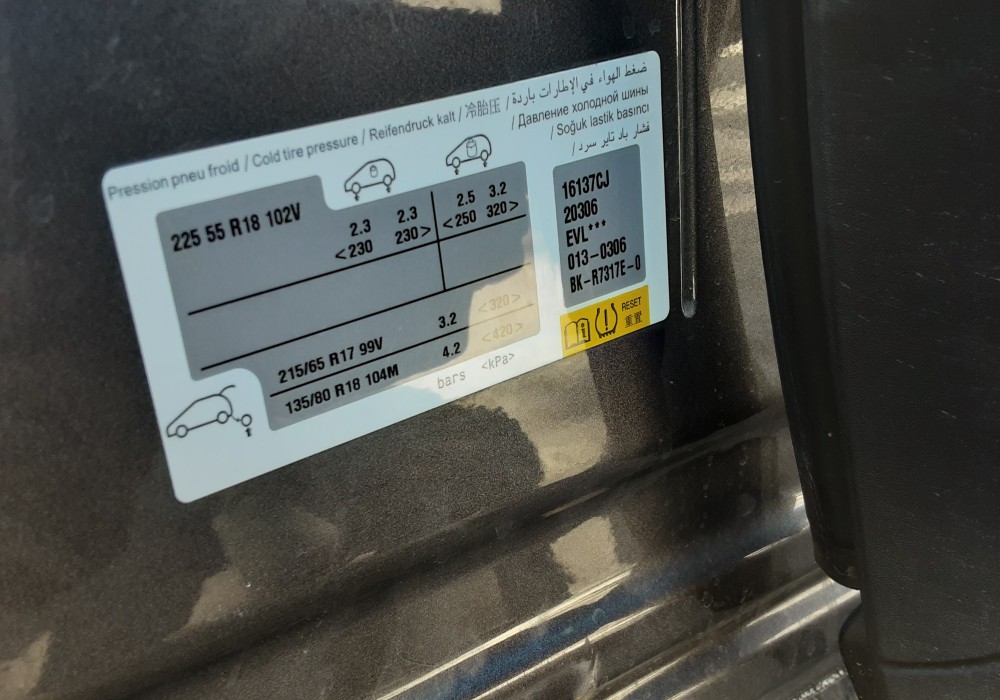 Pression pneu froid / Cold tire pressure / Reifendruck kalt / 冷胎压 / ضغط الهواء في الإطارات باردة
/ Давление холодной шины
/ Soğuk lastik basıncı
/ فشار باد تایر سرد
225 55 R18 102V 2.3 2.3 2.5 3.2
<230 230> <250 320>
215/65 R17 99V 3.2 <320>
135/80 R18 104M 4.2 <420>
bars <kPa>
16137CJ
20306
EVL***
013-0306
BK-R7317E-0
RESET
重置